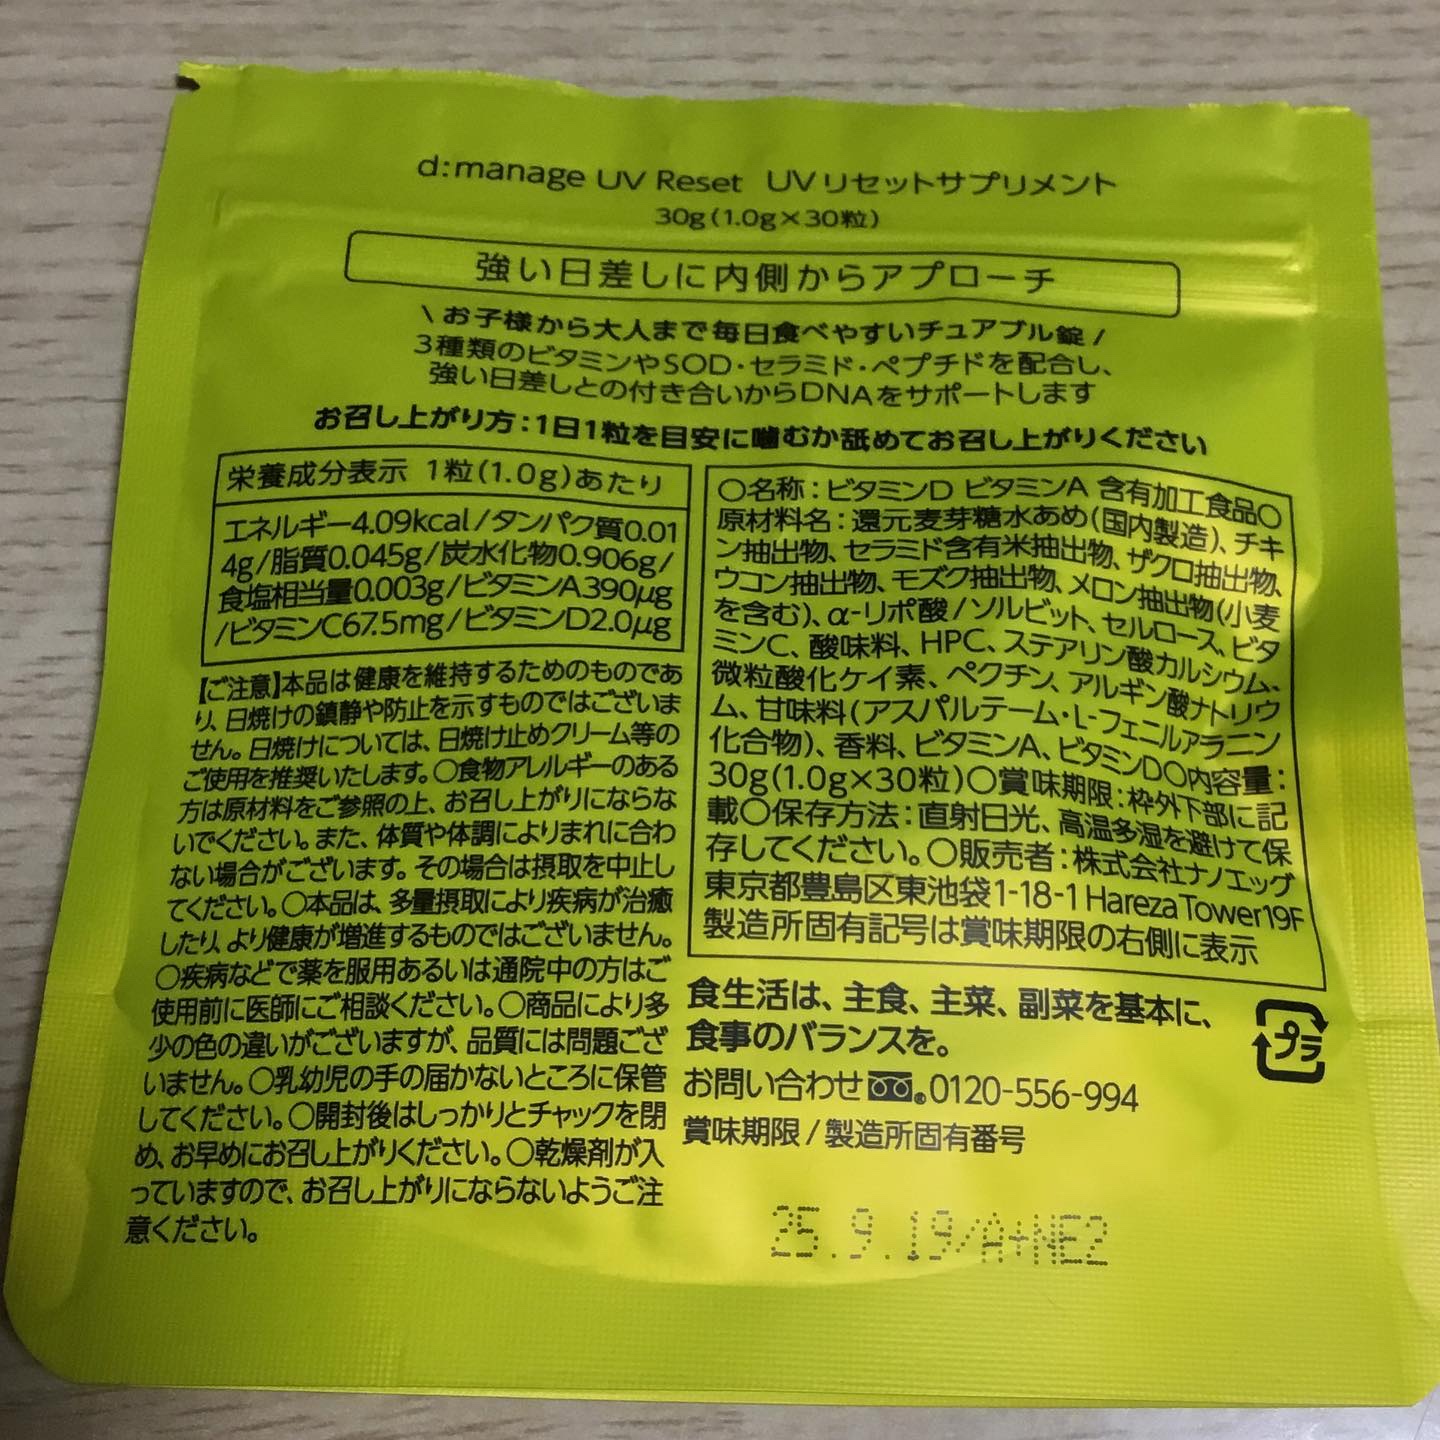 d:manage UV Reset UVリセットサプリメント
30g(1.0g×30粒)
強い日差しに内側からアプローチ
\お子様から大人まで毎日食べやすいチュアブル錠/
3種類のビタミンやSOD・セラミド・ペプチドを配合し、
強い日差しとの付き合いからDNAをサポートします
お召し上がり方:1日1粒を目安に噛むか舐めてお召し上がりください
栄養成分表示 1粒(1.0g)あたり
エネルギー4.09kcal/タンパク質0.01
4g/脂質0.045g/炭水化物0.906g/
食塩相当量0.003g/ビタミンA390μg
/ビタミンC67.5mg/ビタミンD2.0μg
【ご注意】本品は健康を維持するためのものであ
り、日焼けの鎮静や防止を示すものではございま
せん。日焼けについては、日焼け止めクリーム等の
ご使用を推奨いたします。○食物アレルギーのある
方は原材料をご参照の上、お召し上がりにならな
いでください。また、体質や体調によりまれに合わ
ない場合がございます。その場合は摂取を中止し
てください。○本品は、多量摂取により疾病が治癒
したり、より健康が増進するものではございません。
○疾病などで薬を服用あるいは通院中の方はご
使用前に医師にご相談ください。○商品により多
少の色の違いがございますが、品質には問題ござ
いません。○乳幼児の手の届かないところに保管
してください。○開封後はしっかりとチャックを閉
め、お早めにお召し上がりください。○乾燥剤が入
っていますので、お召し上がりにならないようご注
意ください。
○名称:ビタミンD ビタミンA 含有加工食品○
原材料名:還元麦芽糖水あめ(国内製造)、チキ
ン抽出物、セラミド含有米抽出物、ザクロ抽出物、
ウコン抽出物、モズク抽出物、メロン抽出物(小麦
を含む)、α-リポ酸/ソルビット、セルロース、ビタ
ミンC、酸味料、HPC、ステアリン酸カルシウム、
微粒酸化ケイ素、ペクチン、アルギン酸ナトリウ
ム、甘味料(アスパルテーム・L-フェニルアラニン
化合物)、香料、ビタミンA、ビタミンD○内容量:
30g(1.0g×30粒)○賞味期限:枠外下部に記
載○保存方法:直射日光、高温多湿を避けて保
存してください。○販売者:株式会社ナノエッグ
東京都豊島区東池袋1-18-1 Hareza Tower19F
製造所固有記号は賞味期限の右側に表示
食生活は、主食、主菜、副菜を基本に、
食事のバランスを。
プラ
お問い合わせ 0120-556-994
賞味期限/製造所固有番号
25.9.19/A+NE2